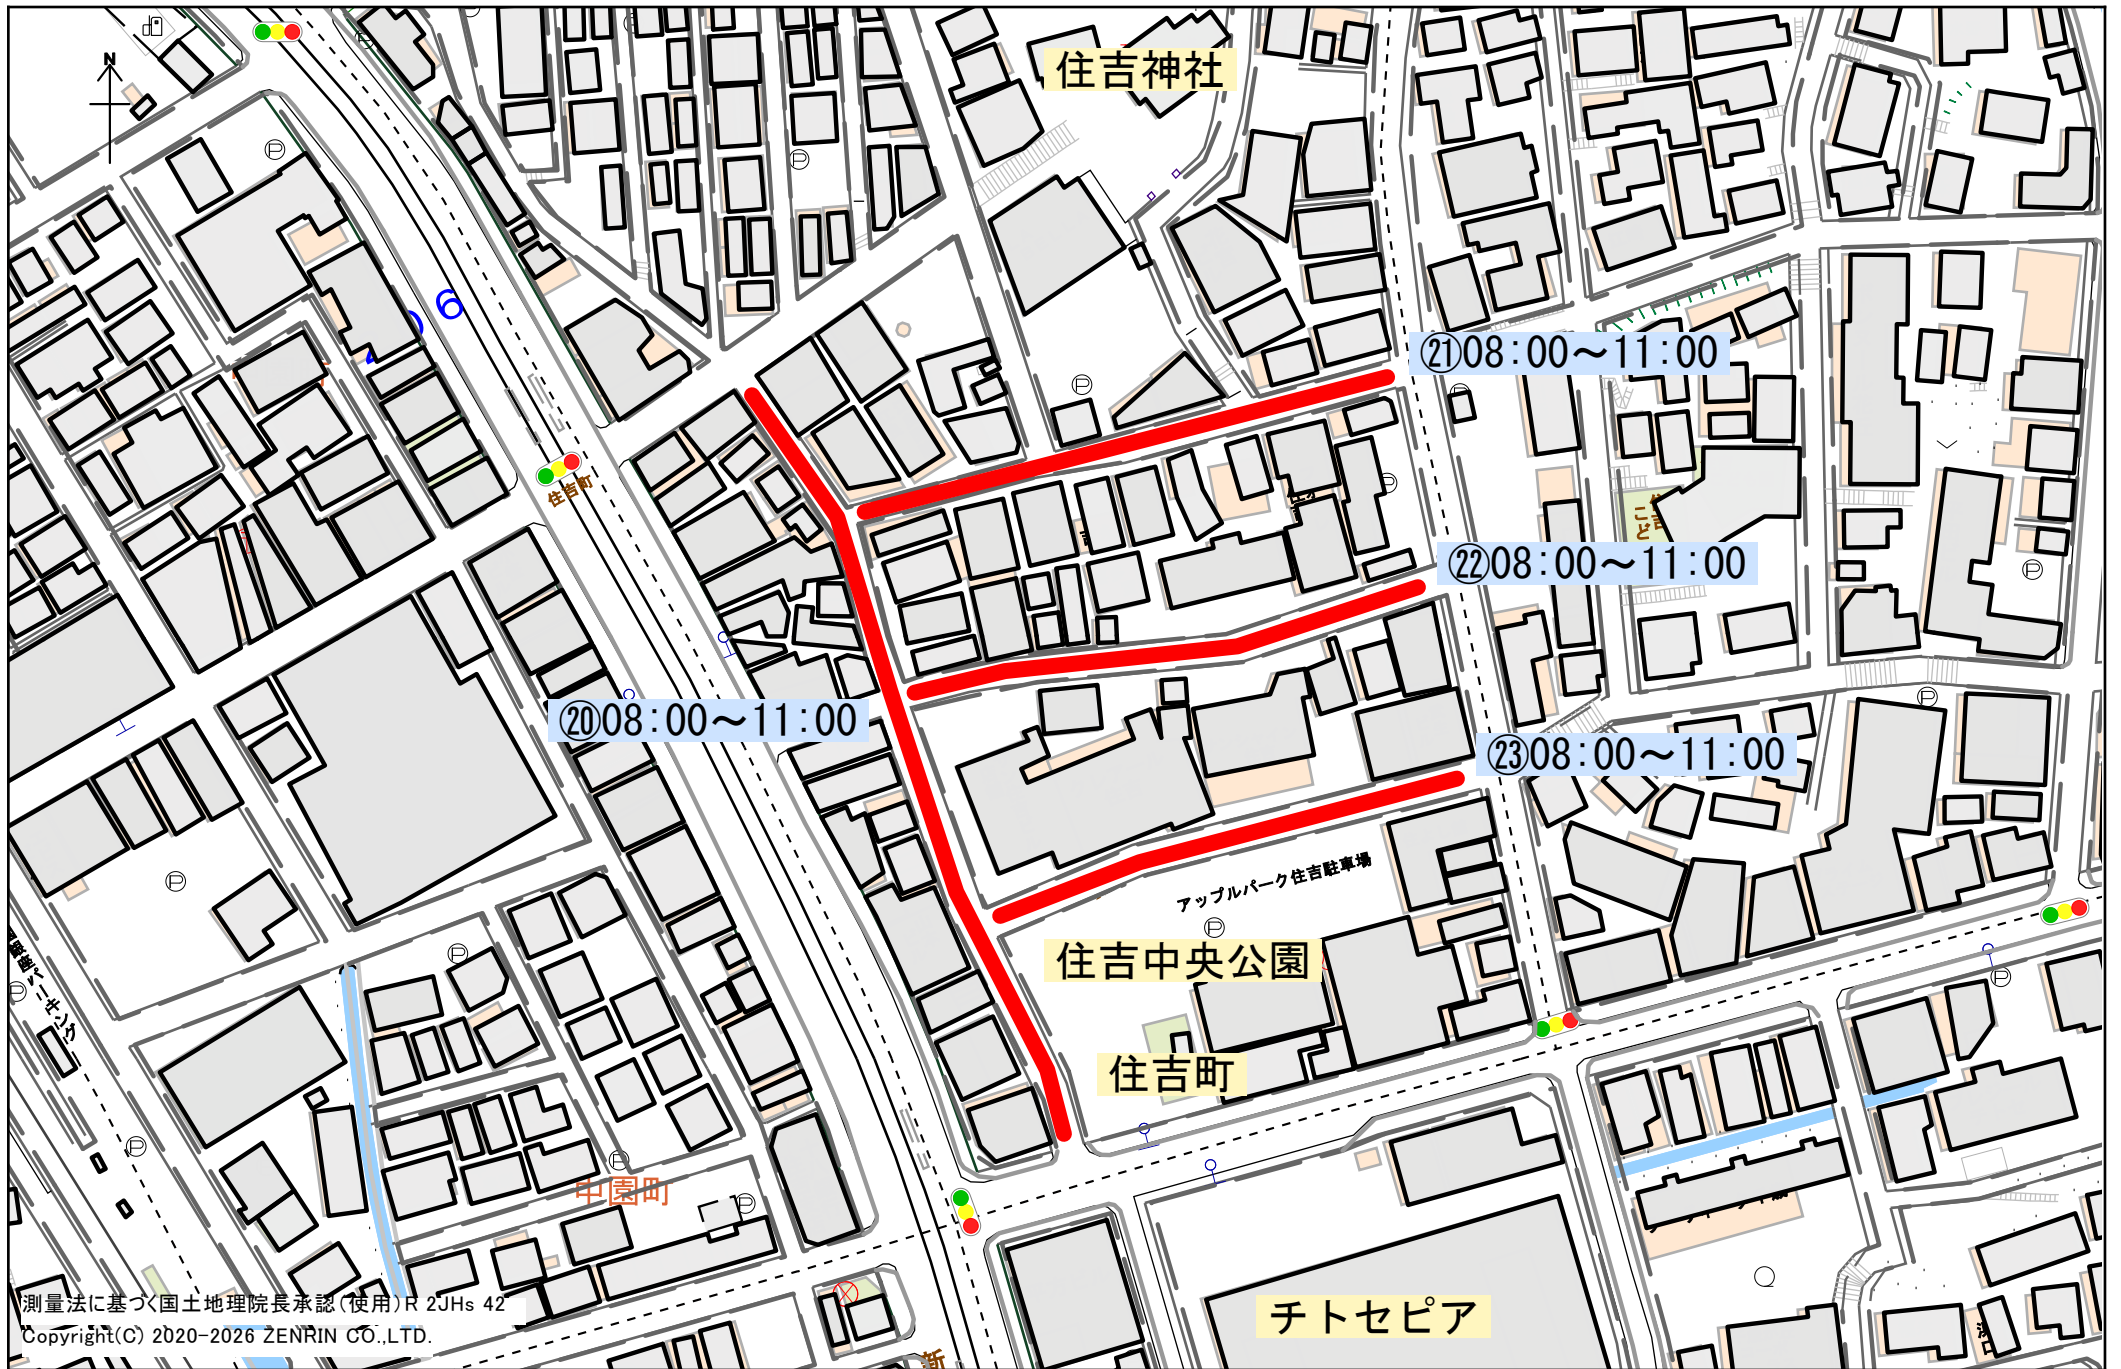 N
住吉神社
06
㉑08:00～11:00
住吉町
こど
㉒08:00～11:00
⑳08:00～11:00
㉓08:00～11:00
アップルパーク住吉駐車場
住吉中央公園
住吉町
中園町
チトセピア
測量法に基づく国土地理院長承認(使用)R 2JHs 42
Copyright(C) 2020-2026 ZENRIN CO.,LTD.
新